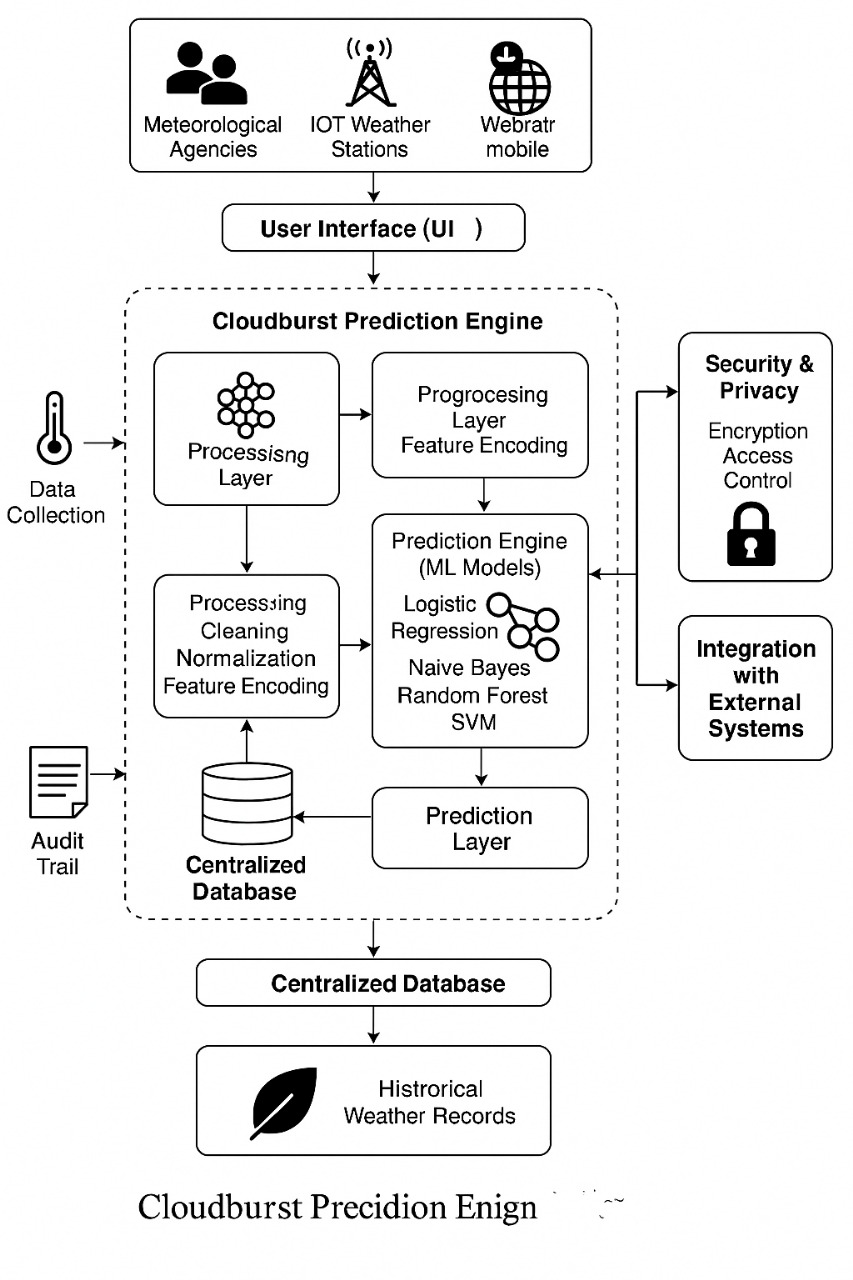 Meteorological
Agencies
IOT Weather
Stations
Webratr
mobile
User Interface (UI )
Cloudburst Prediction Engine
Processisng
Layer
Progrocesing
Layer
Feature Encoding
Security &
Privacy
Encryption
Access
Control
Data
Collection
Prediction Engine
(ML Models)
Logistic
Regression
Naive Bayes
Random Forest
SVM
Processing
Cleaning
Normalization
Feature Encoding
Integration
with
External
Systems
Audit
Trail
Prediction
Layer
Centralized
Database
Centralized Database
Histrorical
Weather Records
Cloudburst Precidion Enign